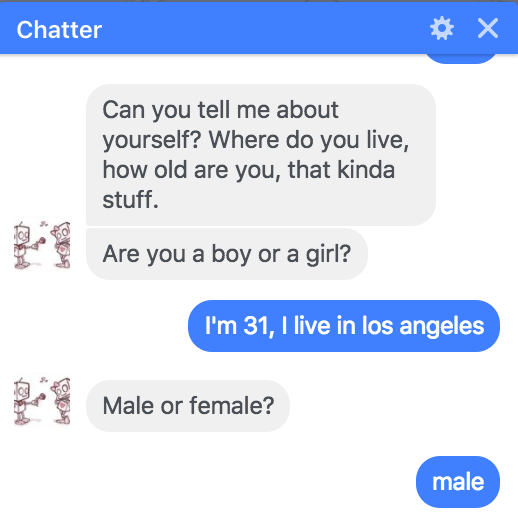 Chatter
Can you tell me about
yourself? Where do you live,
how old are you, that kinda
stuff.
Are you a boy or a girl?
I'm 31, I live in los angeles
Male or female?
male